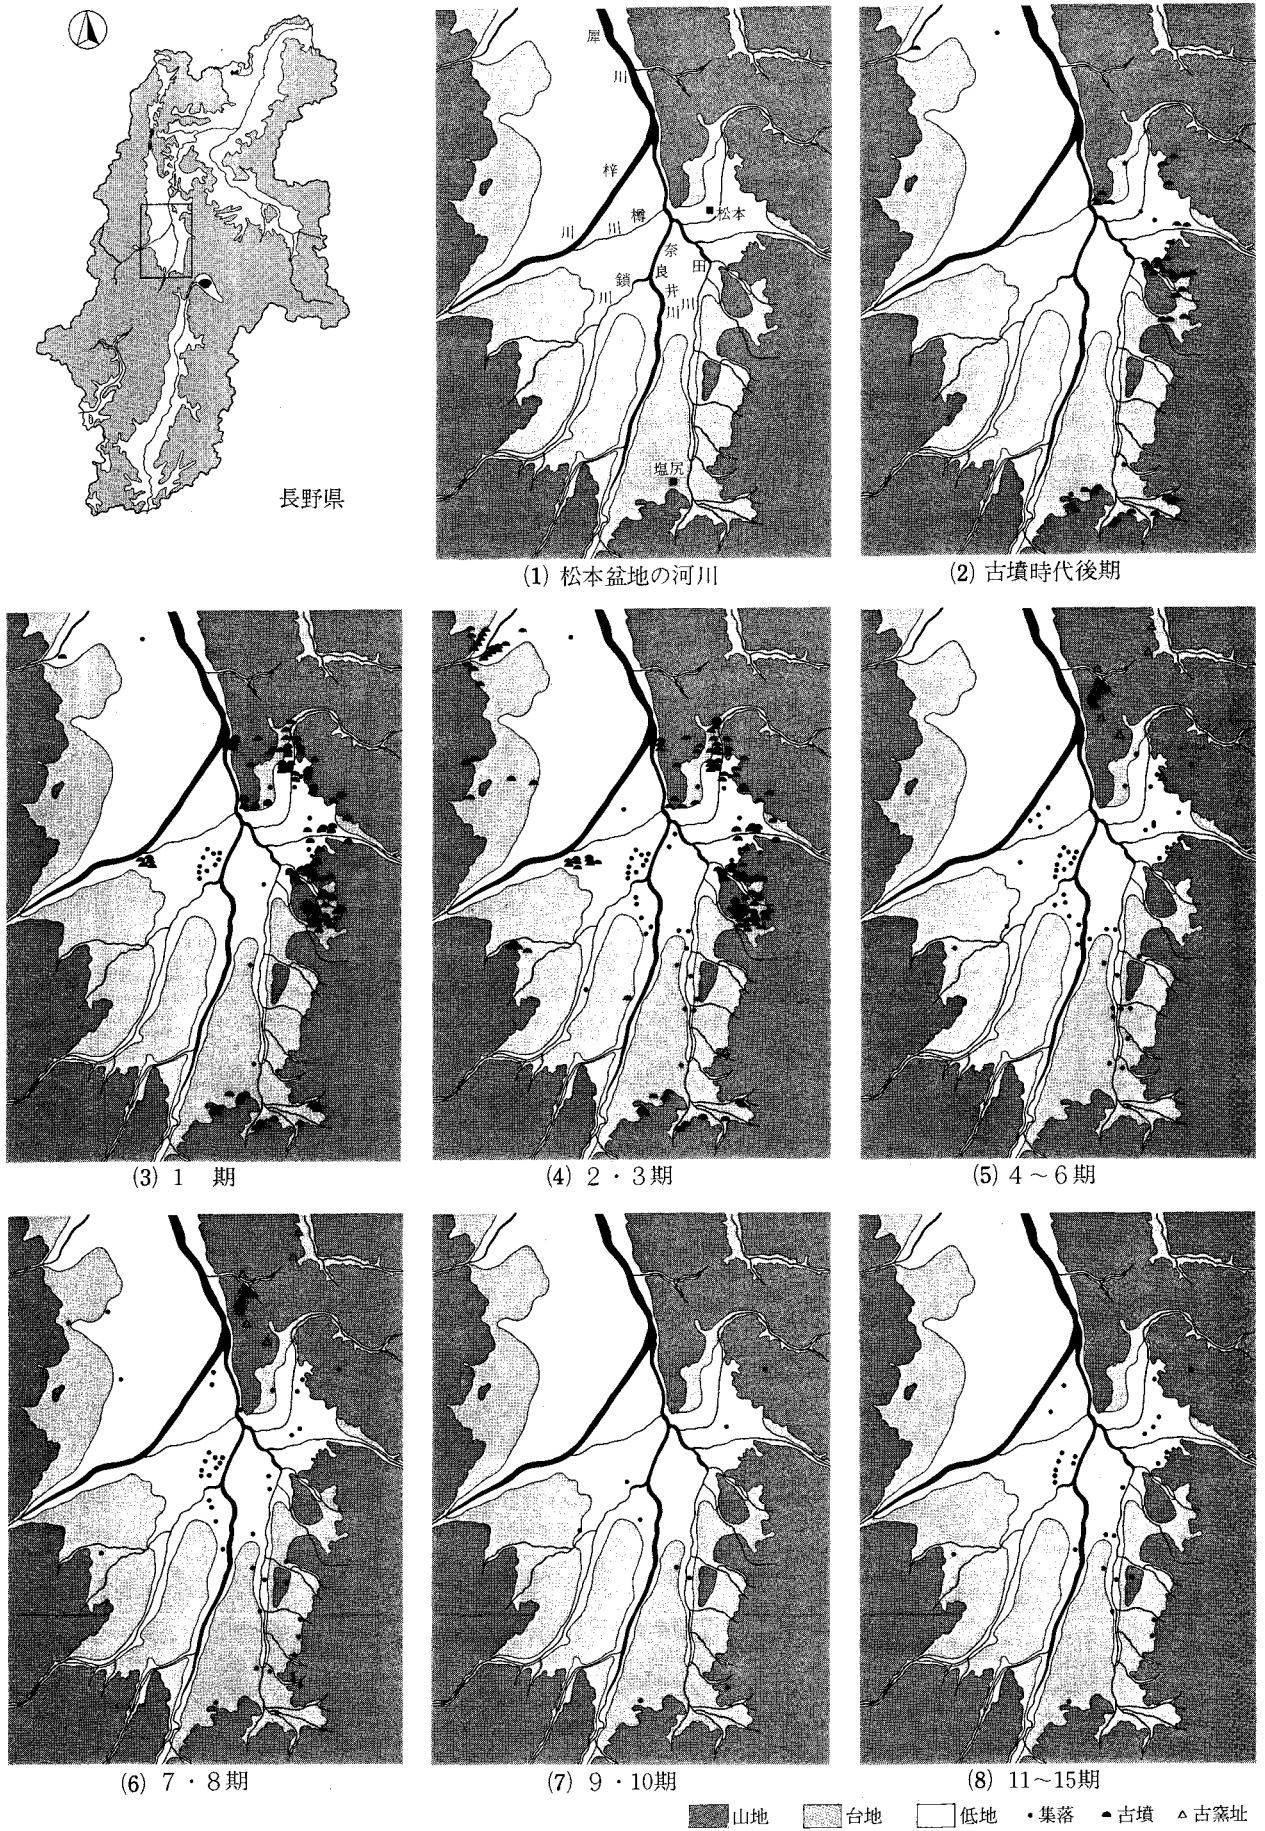 長野県
犀川
梓川
樽川
松本
奈良井川
田川
鎖川
塩尻
(1) 松本盆地の河川
(2) 古墳時代後期
(3) 1 期
(4) 2・3期
(5) 4～6期
(6) 7・8期
(7) 9・10期
(8) 11～15期
山地 台地 低地 ・集落 古墳 △古窯址